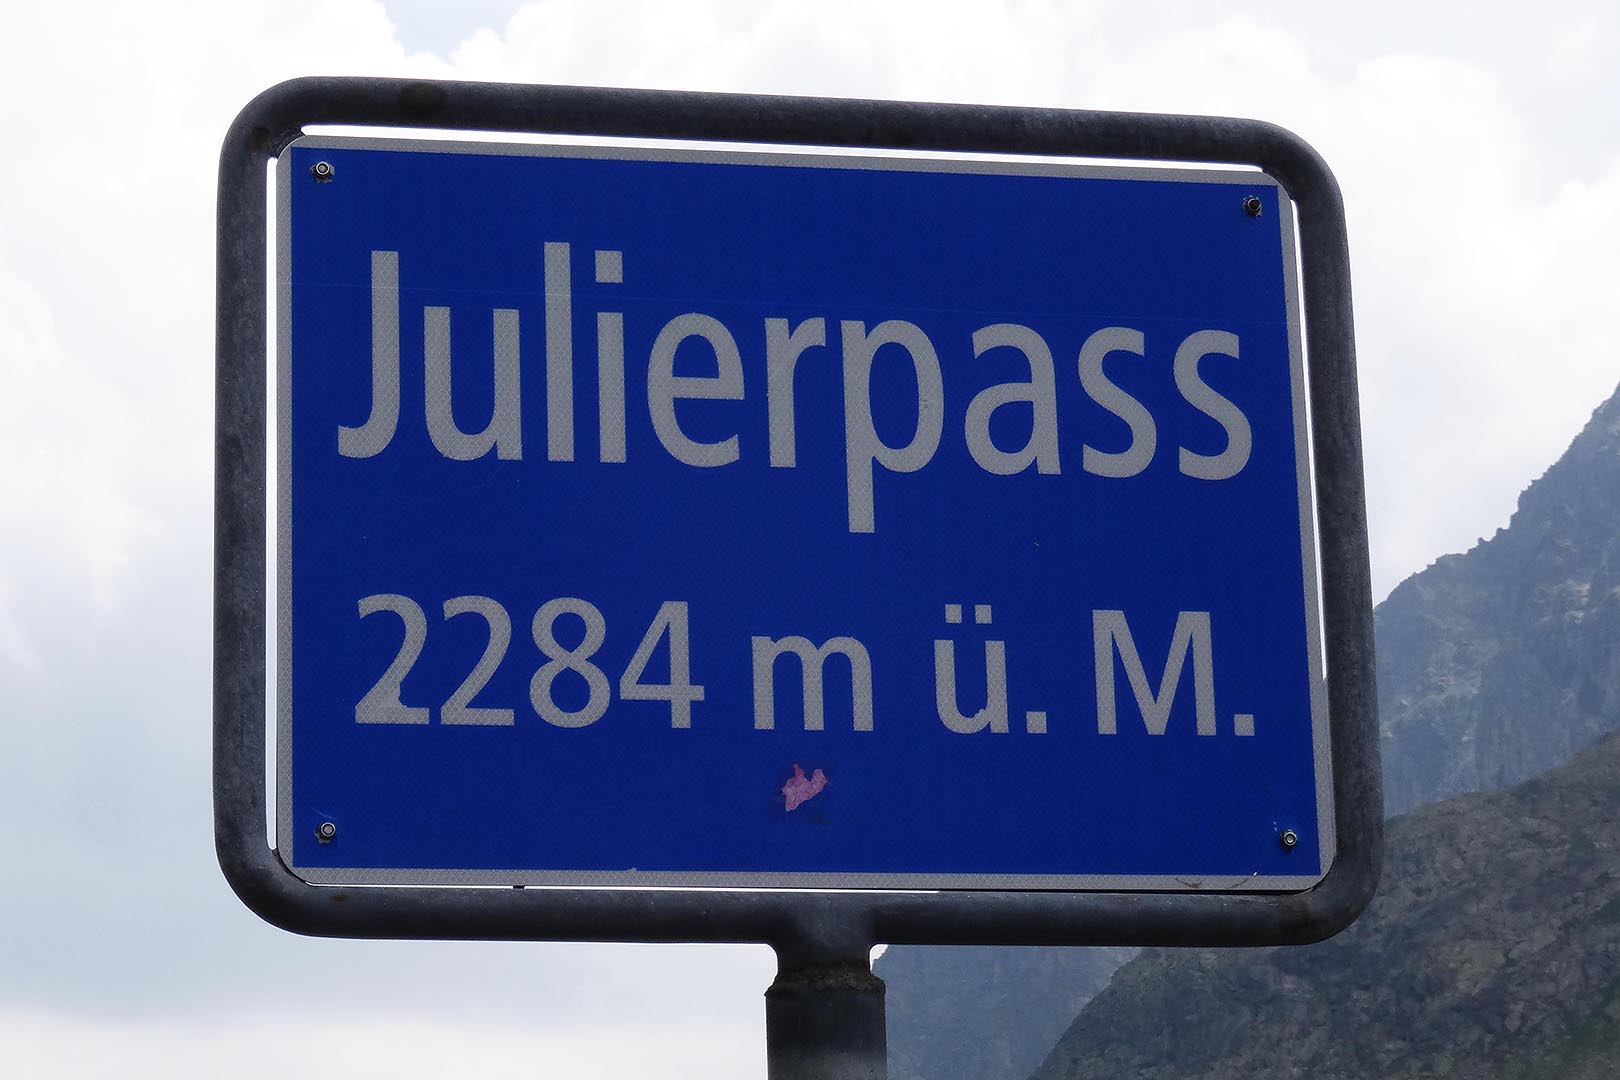 Julierpass
2284 m ü. M.